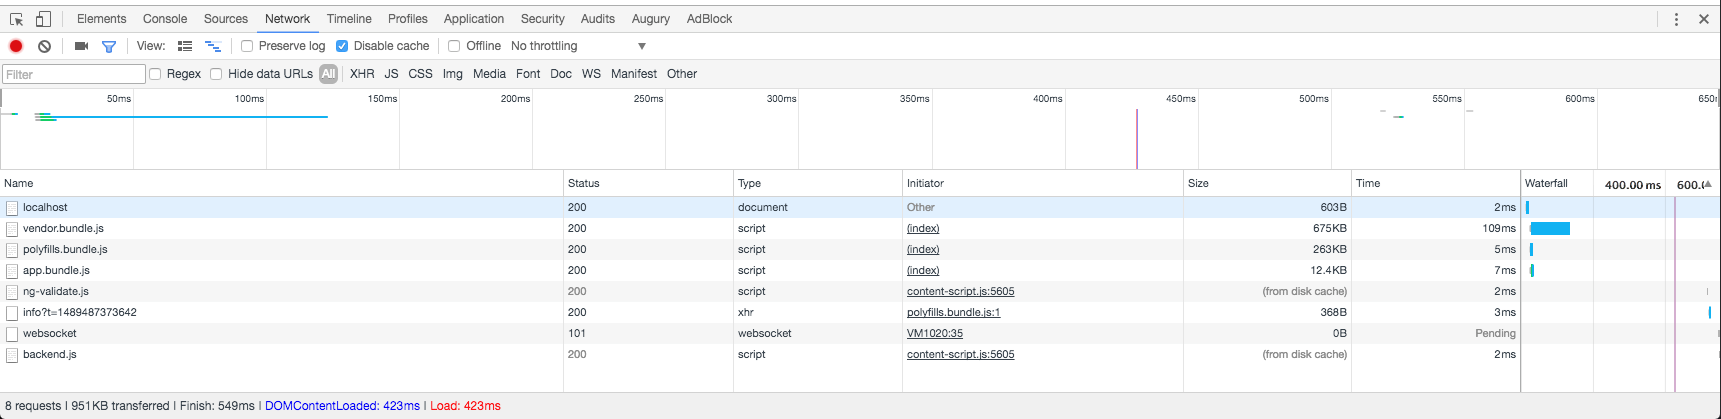 Elements Console Sources Network Timeline Profiles Application Security Audits Augury AdBlock
View: Preserve log Disable cache Offline No throttling
Filter Regex Hide data URLs All XHR JS CSS Img Media Font Doc WS Manifest Other
50ms 100ms 150ms 200ms 250ms 300ms 350ms 400ms 450ms 500ms 550ms 600ms 650
Name Status Type Initiator Size Time Waterfall 400.00 ms 600.
localhost 200 document Other 603B 2ms
vendor.bundle.js 200 script (index) 675KB 109ms
polyfills.bundle.js 200 script (index) 263KB 5ms
app.bundle.js 200 script (index) 12.4KB 7ms
ng-validate.js 200 script content-script.js:5605 (from disk cache) 2ms
info?t=1489487373642 200 xhr polyfills.bundle.js:1 368B 3ms
websocket 101 websocket VM1020:35 0B Pending
backend.js 200 script content-script.js:5605 (from disk cache) 2ms
8 requests | 951KB transferred | Finish: 549ms | DOMContentLoaded: 423ms | Load: 423ms